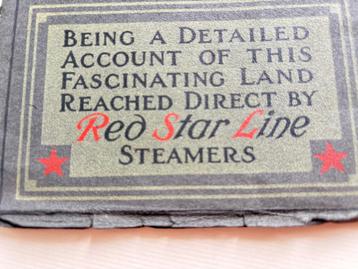 BEING A DETAILED
ACCOUNT OF THIS
FASCINATING LAND
REACHED DIRECT BY
Red Star Line
STEAMERS